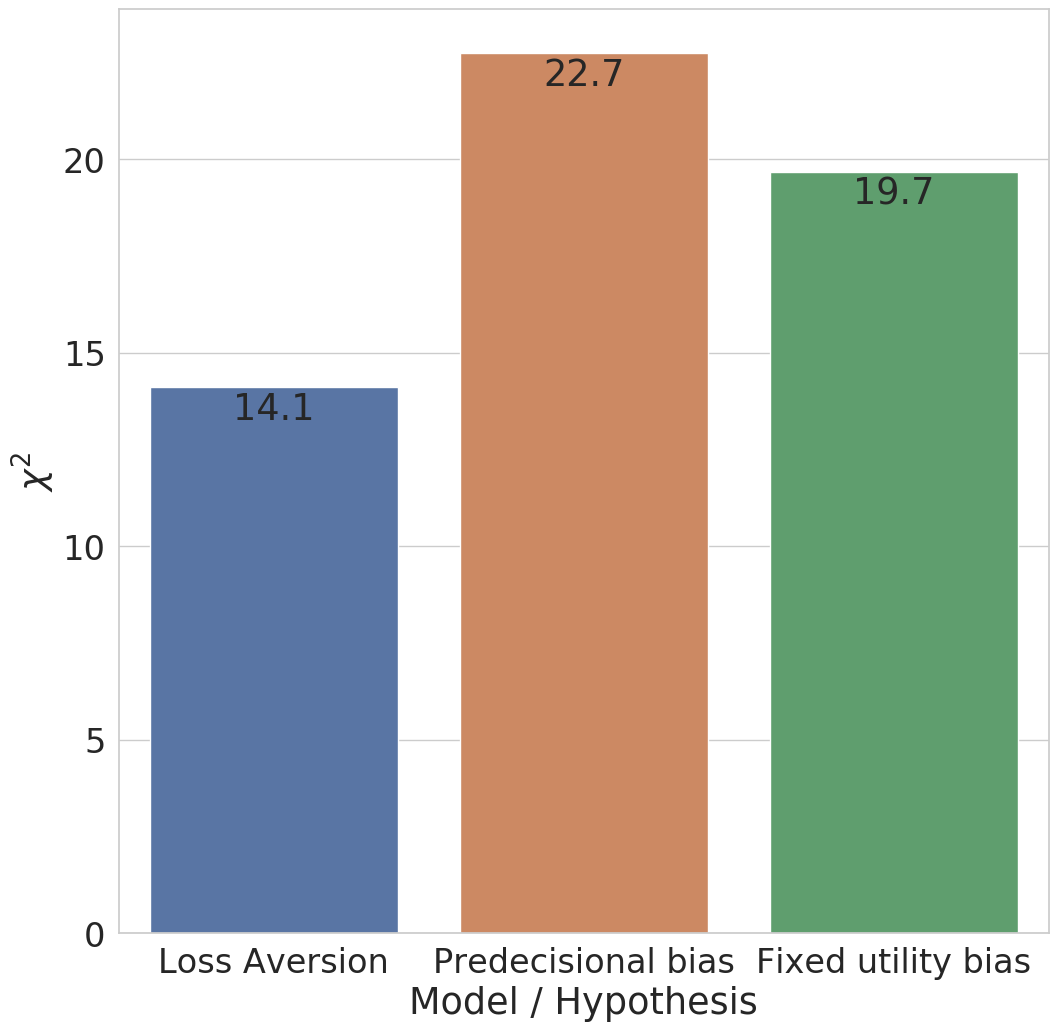 22.7
20
19.7
15
14.1
χ²
10
5
0
Loss Aversion Predecisional bias Fixed utility bias
Model / Hypothesis